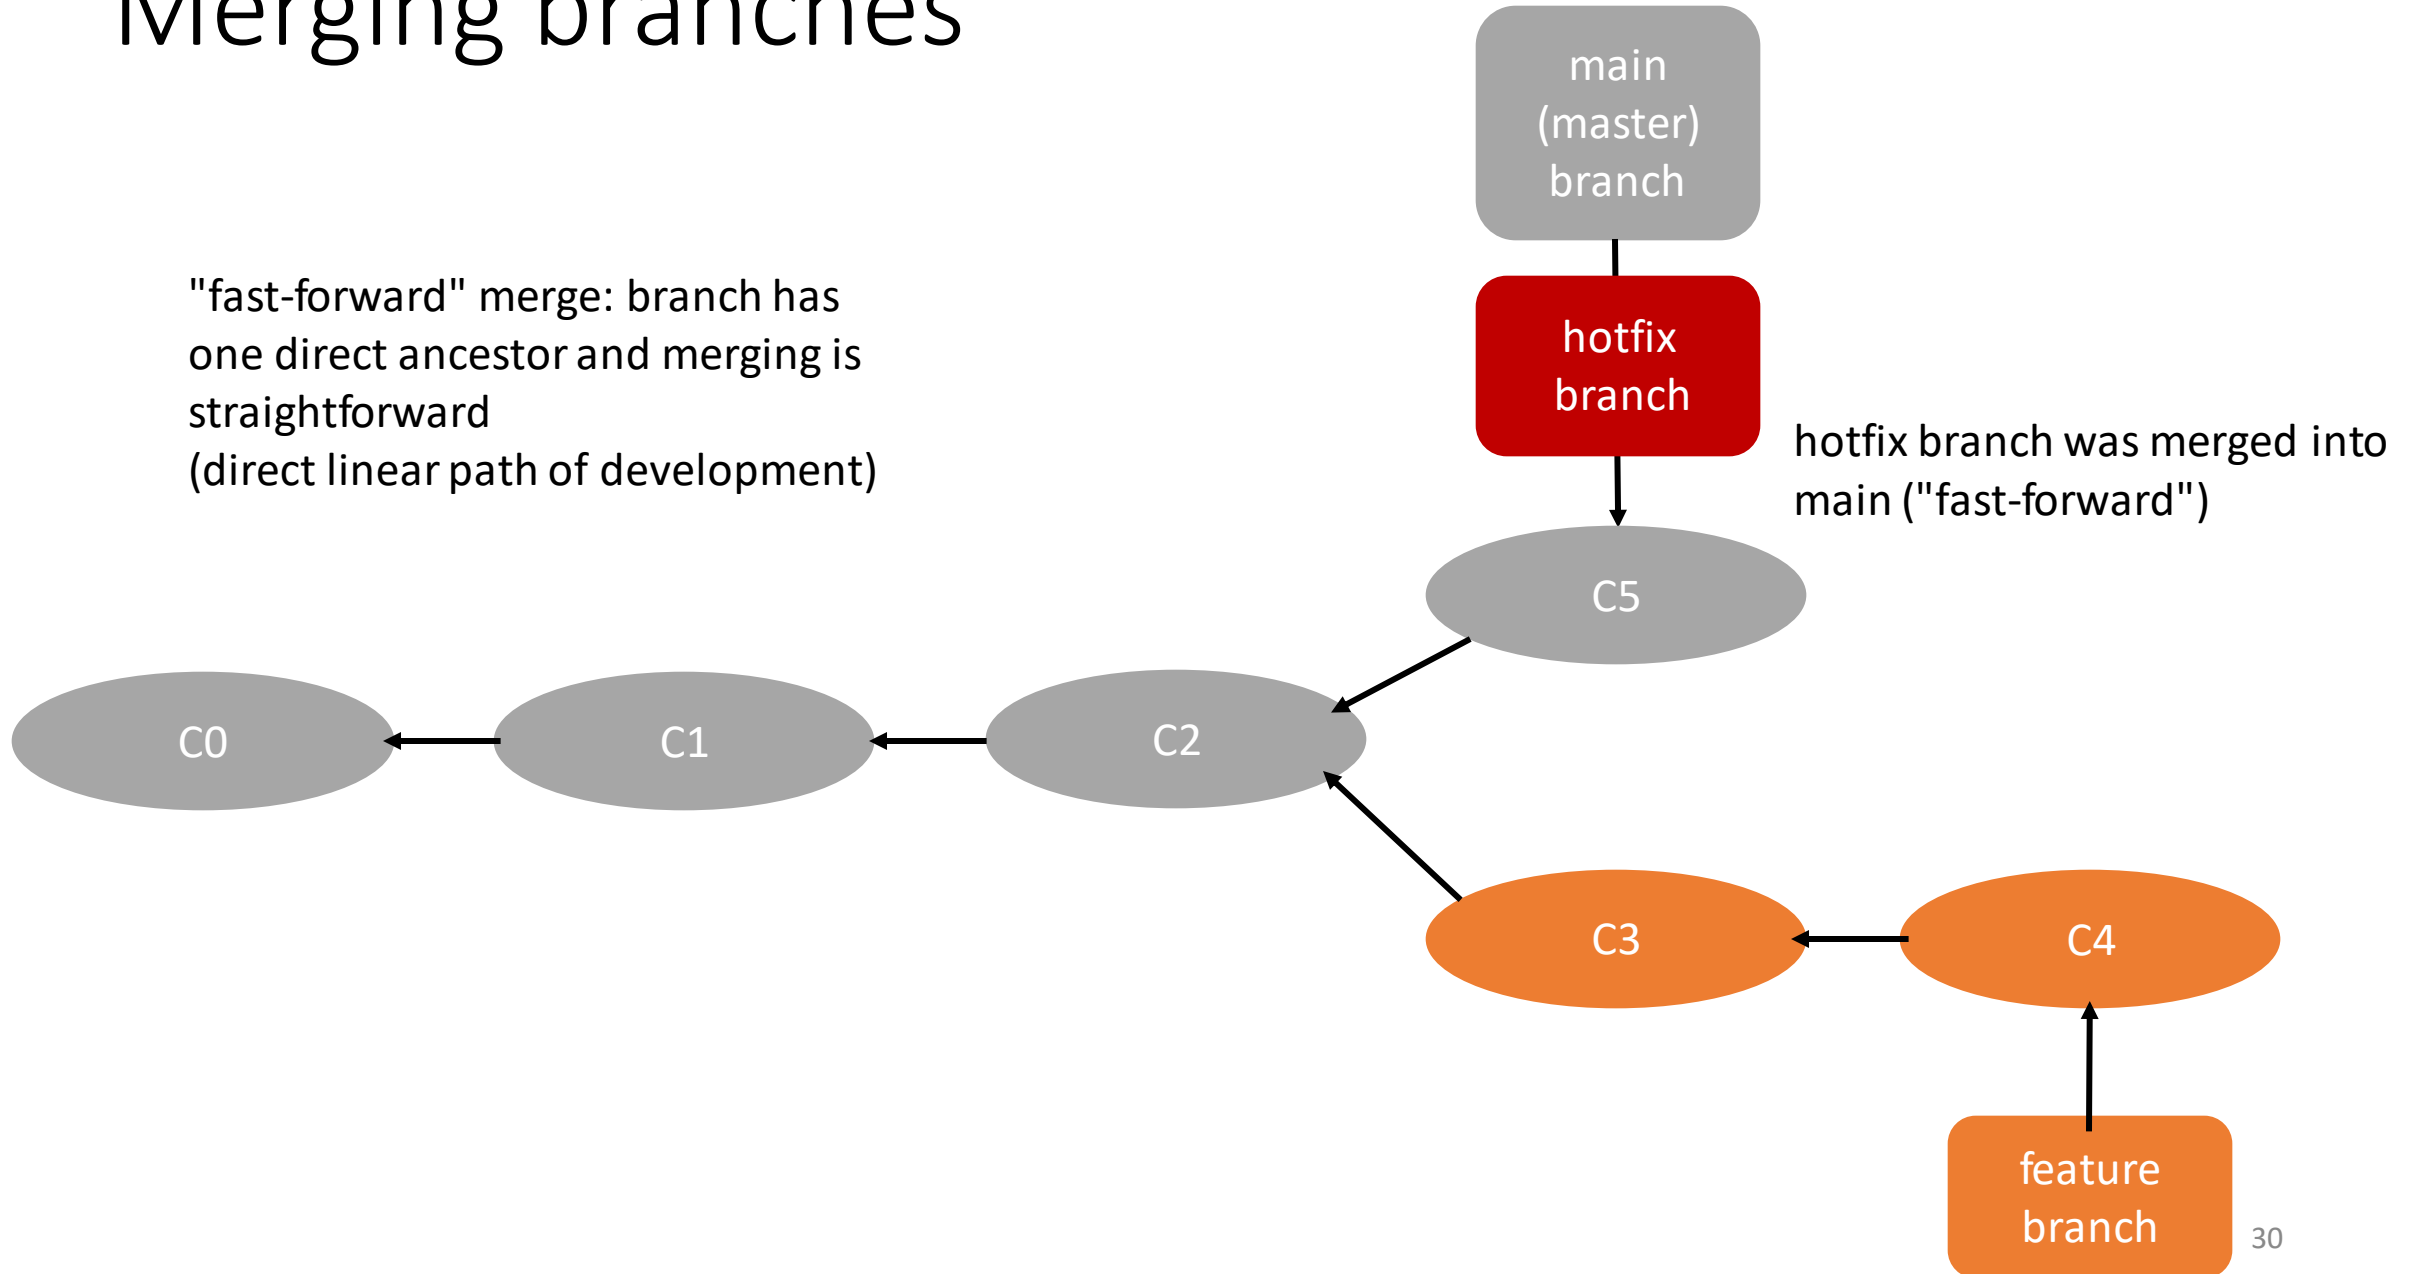 Merging branches
main
(master)
branch
"fast-forward" merge: branch has
one direct ancestor and merging is
straightforward
(direct linear path of development)
hotfix
branch
hotfix branch was merged into
main ("fast-forward")
C5
C0
C1
C2
C3
C4
feature
branch
30